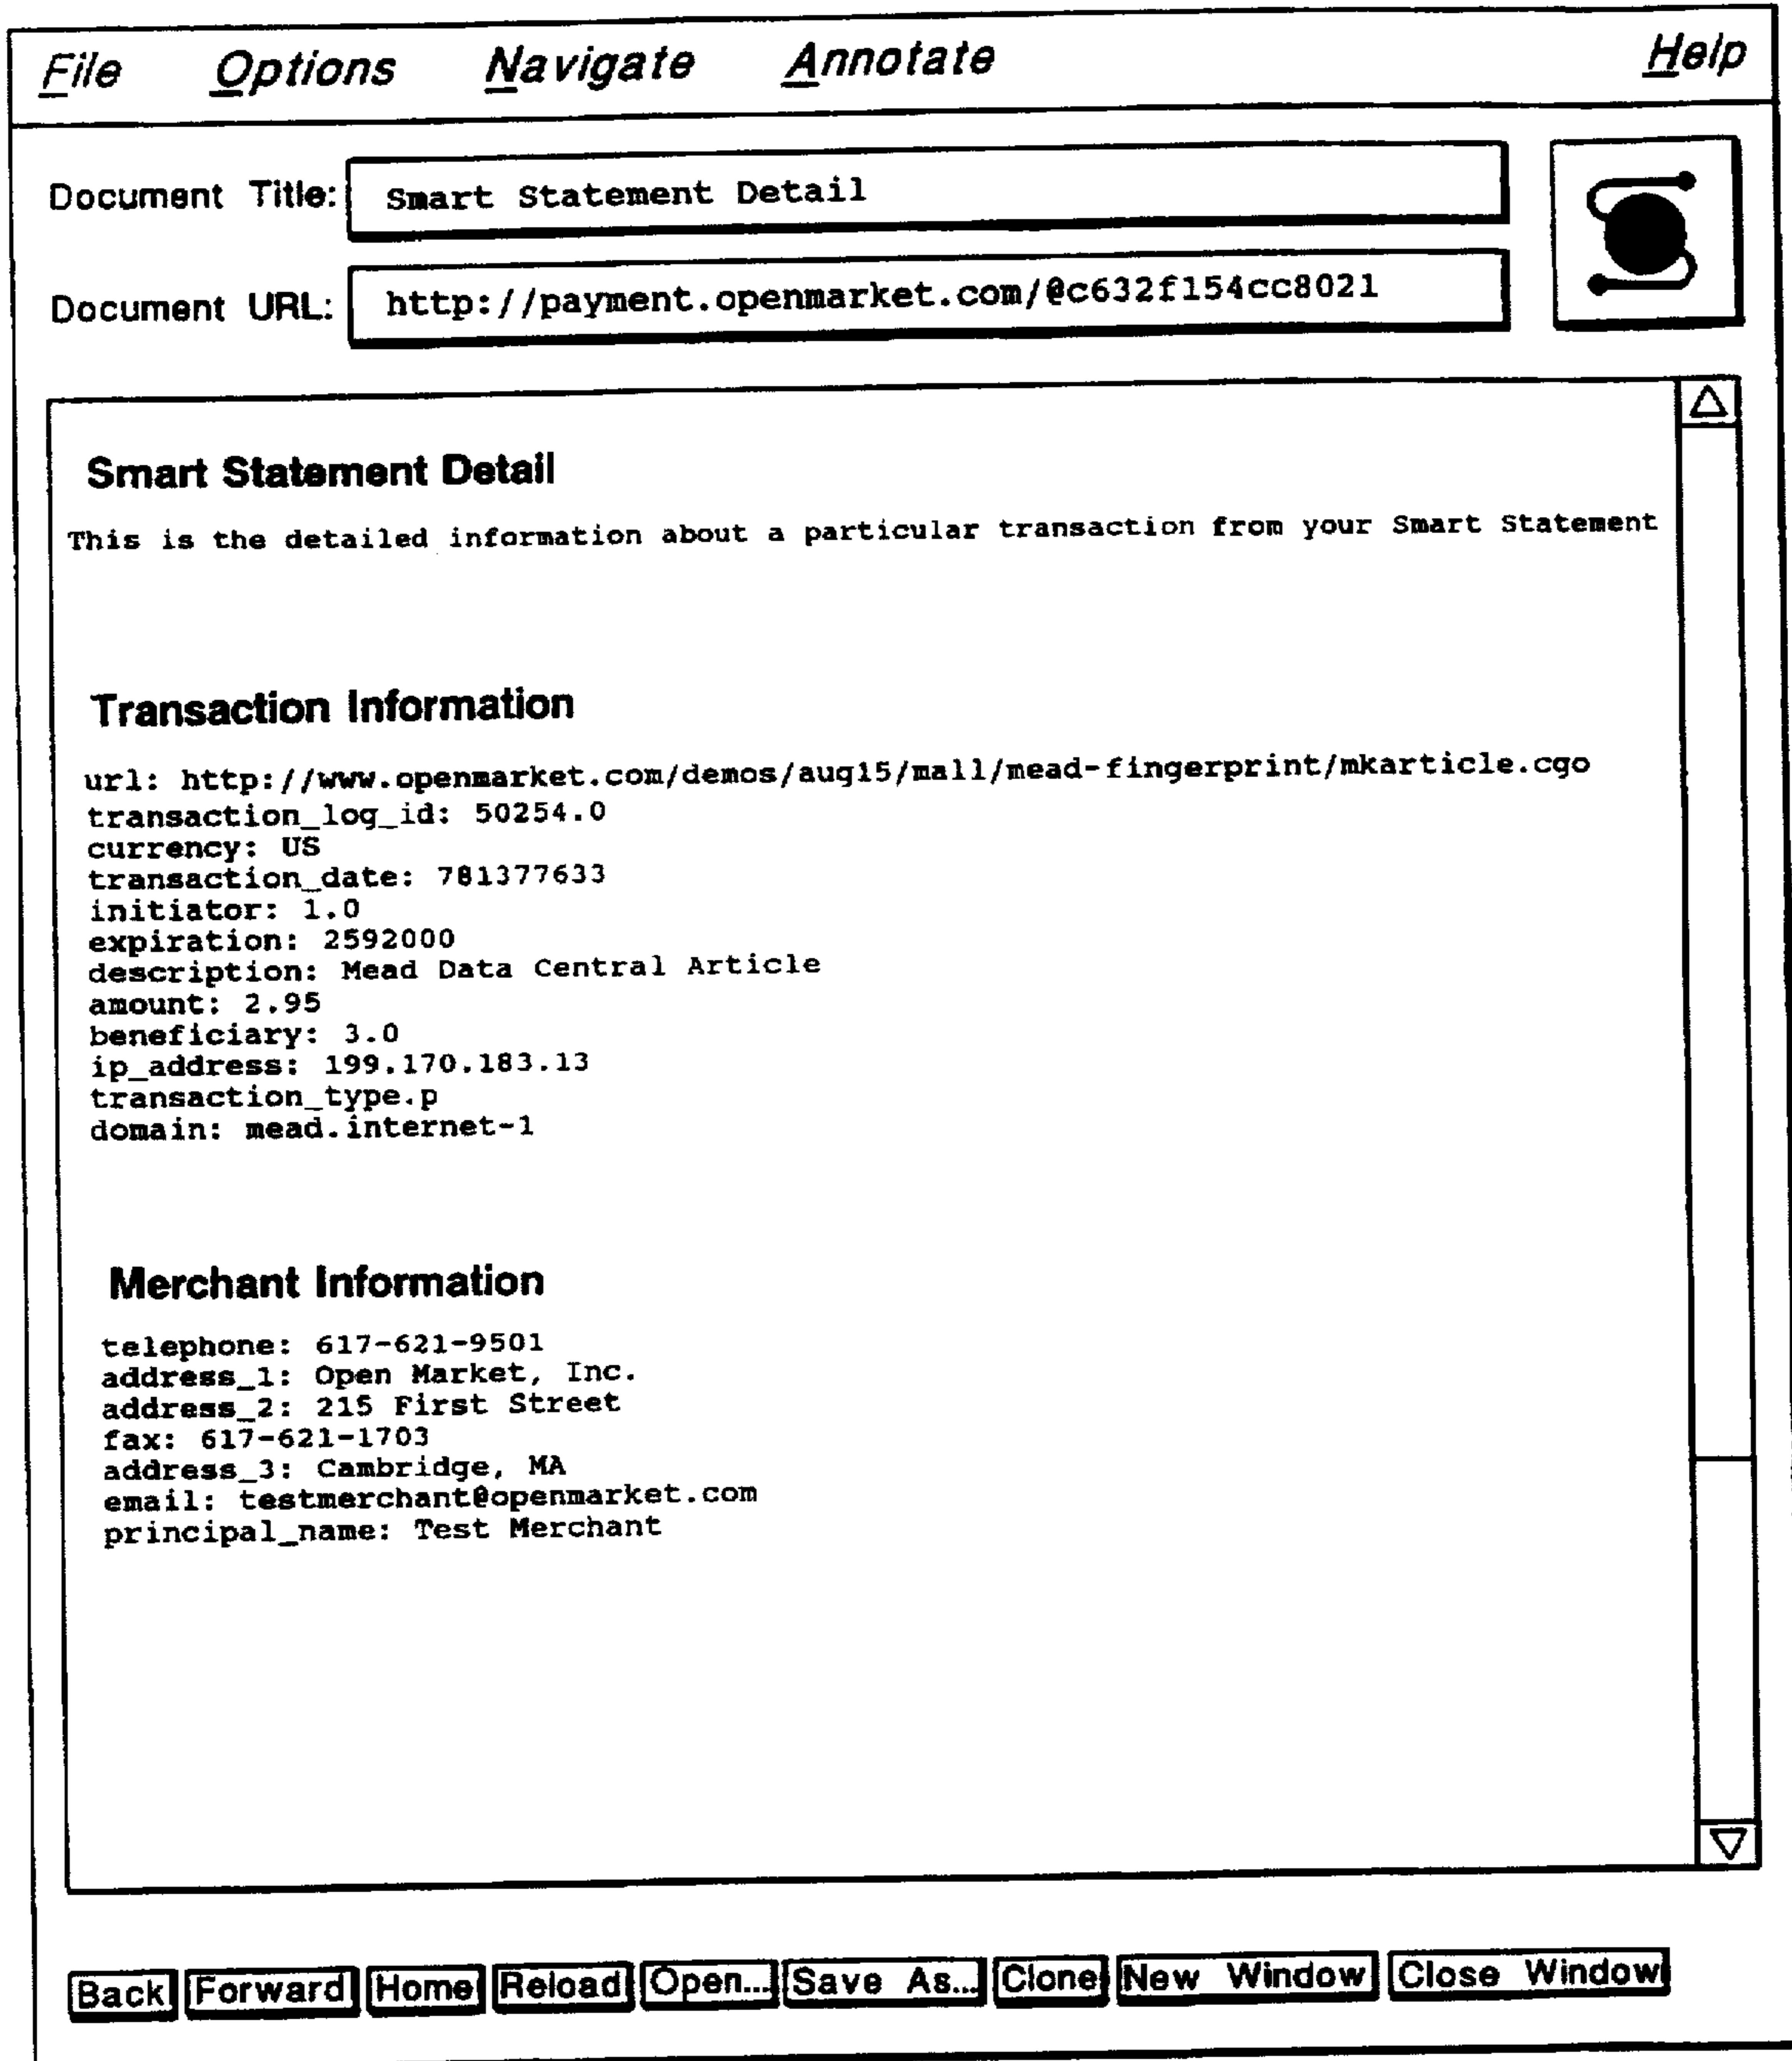 File Options Navigate Annotate Help
Document Title: Smart Statement Detail
Document URL: http://payment.openmarket.com/@c632f154cc8021
Smart Statement Detail
This is the detailed information about a particular transaction from your Smart Statement
Transaction Information
url: http://www.openmarket.com/demos/aug15/mall/mead-fingerprint/mkarticle.cgo
transaction_log_id: 50254.0
currency: US
transaction_date: 781377633
initiator: 1.0
expiration: 2592000
description: Mead Data Central Article
amount: 2.95
beneficiary: 3.0
ip_address: 199.170.183.13
transaction_type.p
domain: mead.internet-1
Merchant Information
telephone: 617-621-9501
address_1: Open Market, Inc.
address_2: 215 First Street
fax: 617-621-1703
address_3: Cambridge, MA
email: testmerchant@openmarket.com
principal_name: Test Merchant
Back Forward Home Reload Open... Save As... Clone New Window Close Window